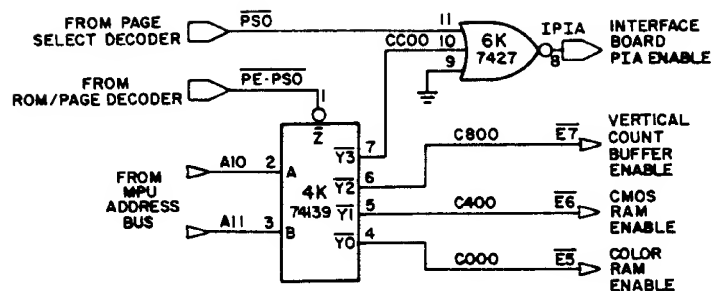 FROM PAGE
SELECT DECODER
PS0
11
CC00
10
9
6K
7427
IPIA
8
INTERFACE
BOARD
PIA ENABLE
FROM
ROM/PAGE DECODER
PE-PS0
1
Z
7
Y3
C800
E7
VERTICAL
COUNT
BUFFER
ENABLE
FROM
MPU
ADDRESS
BUS
A10
2
A
4K
74139
6
Y2
5
Y1
C400
E6
CMOS
RAM
ENABLE
A11
3
B
4
Y0
C000
E5
COLOR
RAM
ENABLE